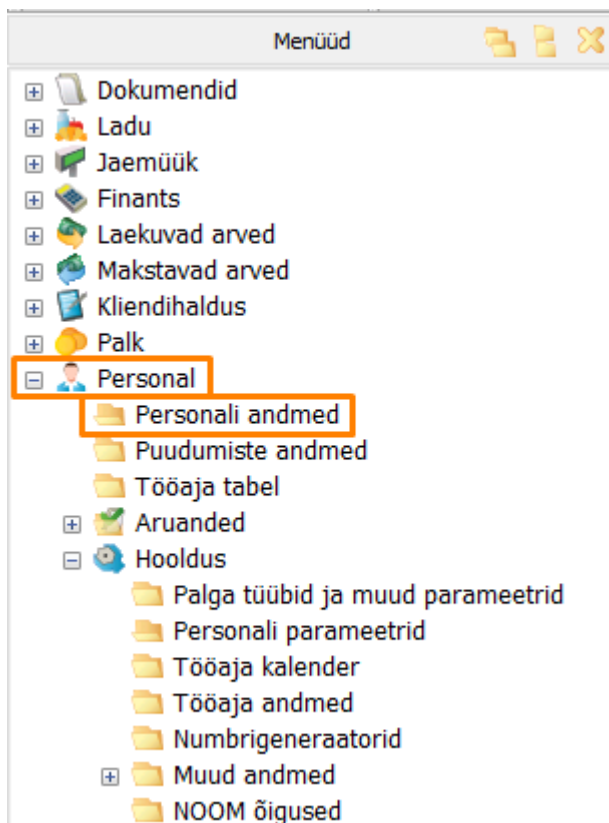 Menüüd
Dokumendid
Ladu
Jaemüük
Finants
Laekuvad arved
Makstavad arved
Kliendihaldus
Palk
Personal
Personali andmed
Puudumiste andmed
Tööaja tabel
Aruanded
Hooldus
Palga tüübid ja muud parameetrid
Personali parameetrid
Tööaja kalender
Tööaja andmed
Numbrigeneraatorid
Muud andmed
NOOM õigused